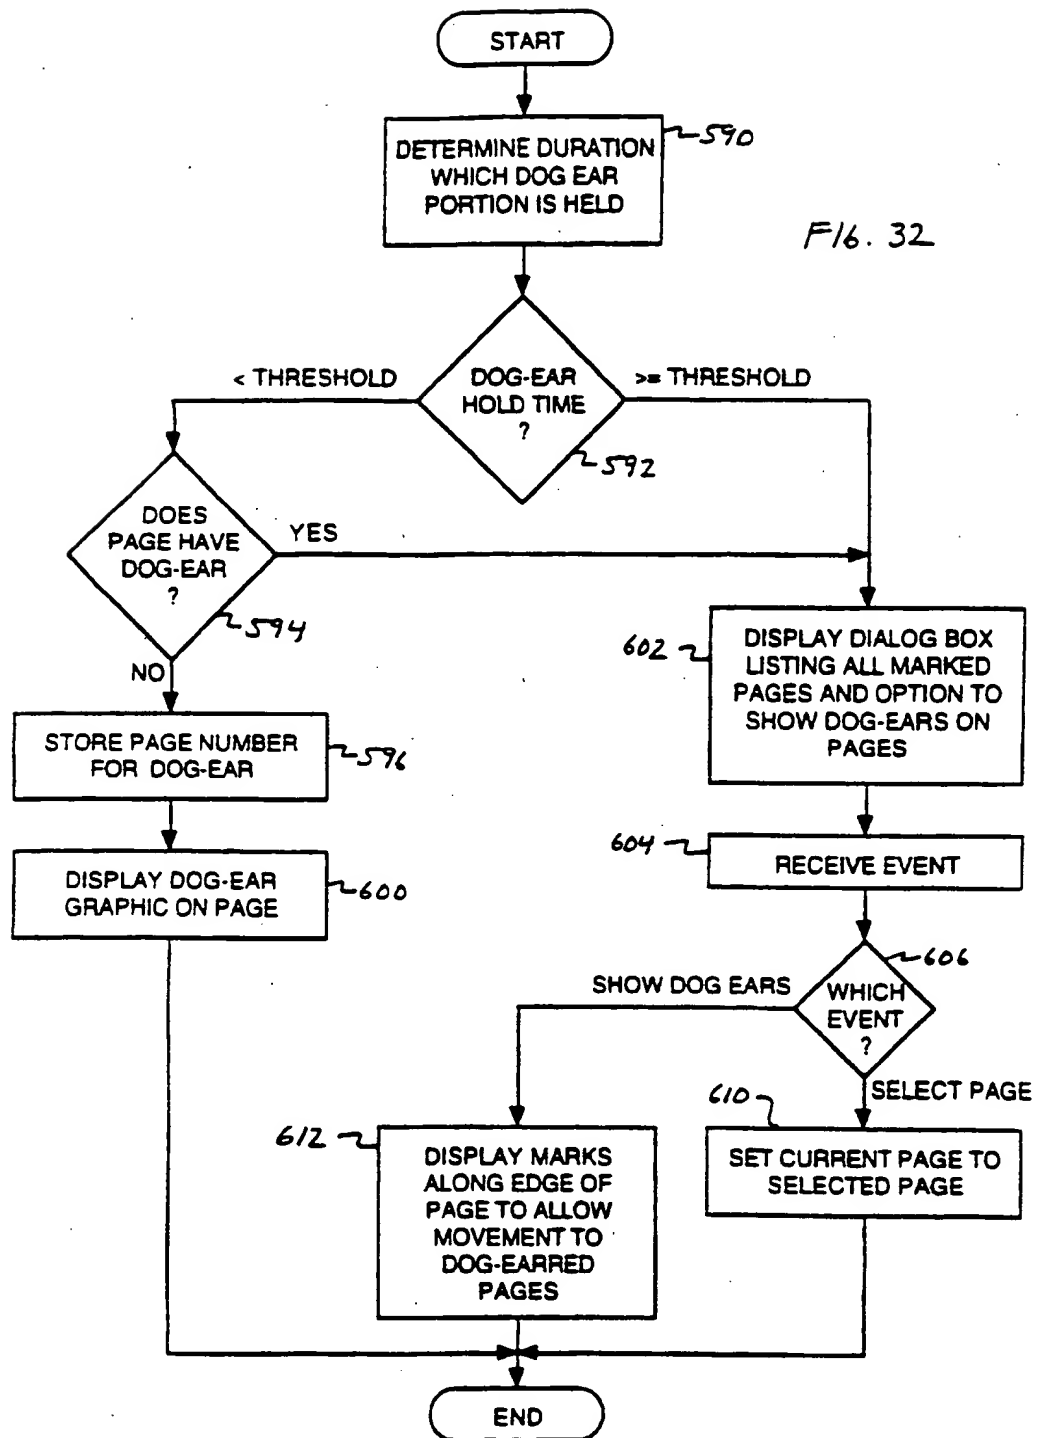 START
DETERMINE DURATION
WHICH DOG EAR
PORTION IS HELD
590
FIG. 32
< THRESHOLD
DOG-EAR
HOLD TIME
?
>= THRESHOLD
592
DOES
PAGE HAVE
DOG-EAR
?
YES
594
NO
602
DISPLAY DIALOG BOX
LISTING ALL MARKED
PAGES AND OPTION TO
SHOW DOG-EARS ON
PAGES
STORE PAGE NUMBER
FOR DOG-EAR
596
604
RECEIVE EVENT
DISPLAY DOG-EAR
GRAPHIC ON PAGE
600
606
SHOW DOG EARS
WHICH
EVENT
?
SELECT PAGE
610
612
DISPLAY MARKS
ALONG EDGE OF
PAGE TO ALLOW
MOVEMENT TO
DOG-EARRED
PAGES
SET CURRENT PAGE TO
SELECTED PAGE
END